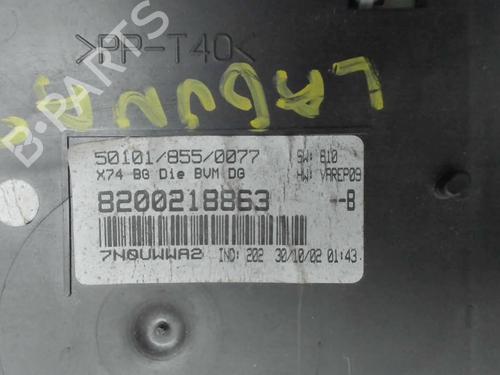 >PP-T40<
LAGUNA
B-PARTS
50101/855/0077
SW: 810
X74 BG Die BVM DG
HW: VAREP09
8200218863 -B
7NQUWWA2
IND: 202 30/10/02 01:43